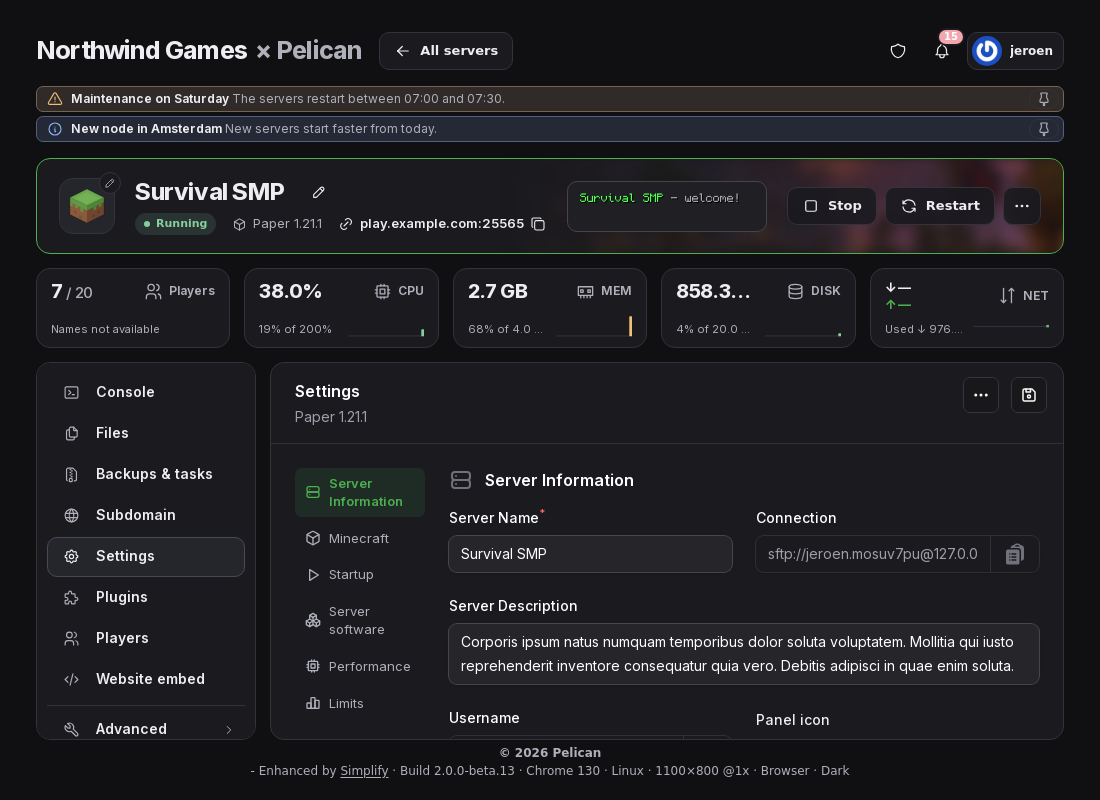 Northwind Games × Pelican
All servers
15
jeroen
Maintenance on Saturday The servers restart between 07:00 and 07:30.
New node in Amsterdam New servers start faster from today.
Survival SMP
Running
Paper 1.21.1
play.example.com:25565
Survival SMP — welcome!
Stop
Restart
7 / 20
Players
Names not available
38.0%
CPU
19% of 200%
2.7 GB
MEM
68% of 4.0 ...
858.3...
DISK
4% of 20.0 ...
↓—
↑—
NET
Used ↓ 976....
Console
Files
Backups & tasks
Subdomain
Settings
Plugins
Players
Website embed
Advanced
Settings
Paper 1.21.1
Server
Information
Minecraft
Startup
Server
software
Performance
Limits
Server Information
Server Name*
Connection
Survival SMP
sftp://jeroen.mosuv7pu@127.0.0
Server Description
Corporis ipsum natus numquam temporibus dolor soluta voluptatem. Mollitia qui iusto
reprehenderit inventore consequatur quia vero. Debitis adipisci in quae enim soluta.
Username
Panel icon
© 2026 Pelican
- Enhanced by Simplify · Build 2.0.0-beta.13 · Chrome 130 · Linux · 1100×800 @1x · Browser · Dark